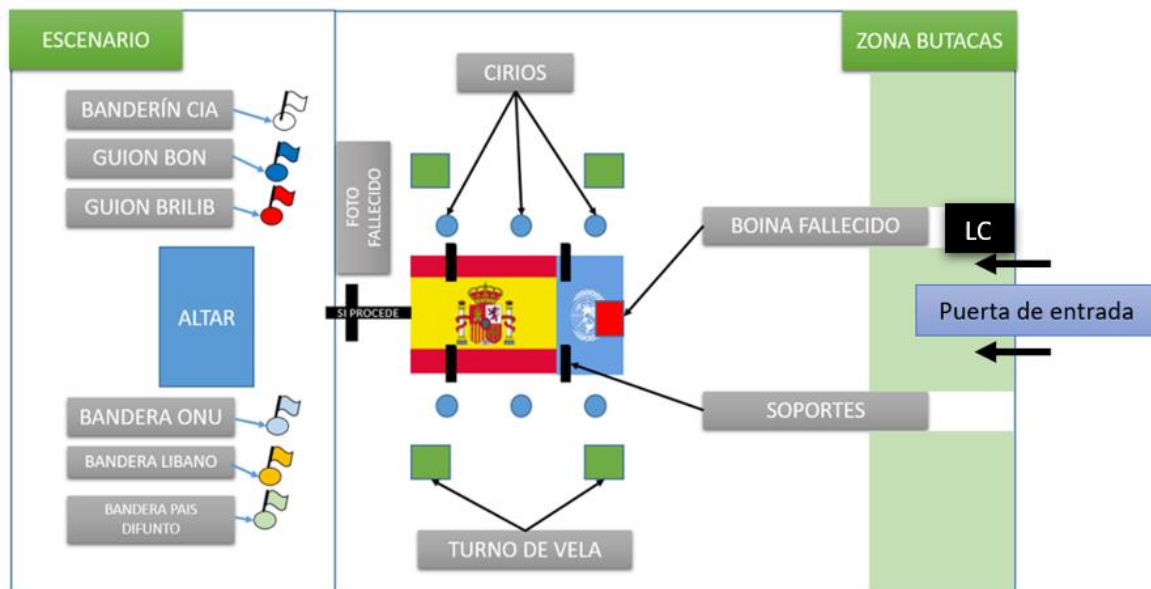 ESCENARIO
ZONA BUTACAS
CIRIOS
BANDERÍN CIA
GUION BON
GUION BRILIB
FOTO
FALLECIDO
BOINA FALLECIDO
LC
ALTAR
SI PROCEDE
Puerta de entrada
BANDERA ONU
SOPORTES
BANDERA LIBANO
BANDERA PAIS
DIFUNTO
TURNO DE VELA